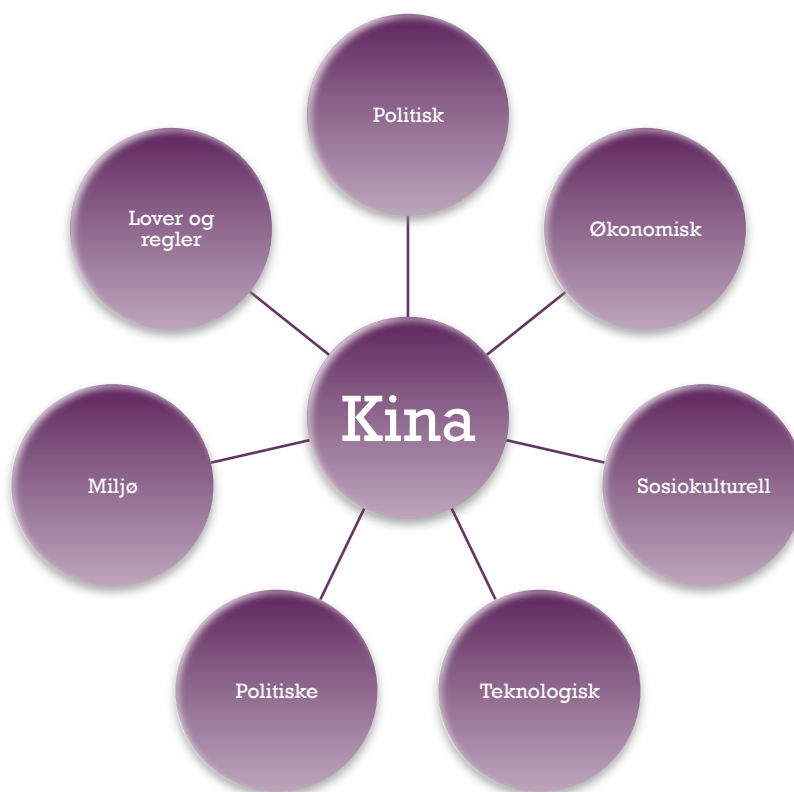 Politisk
Økonomisk
Sosiokulturell
Teknologisk
Politiske
Miljø
Lover og
regler
Kina